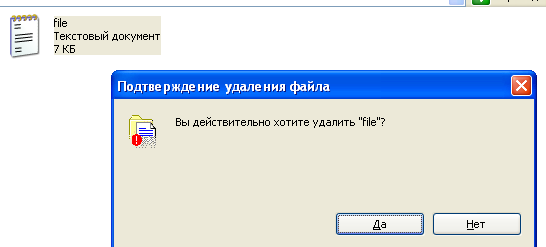 file
Текстовый документ
7 КБ
Подтверждение удаления файла
Вы действительно хотите удалить "file"?
Да
Нет